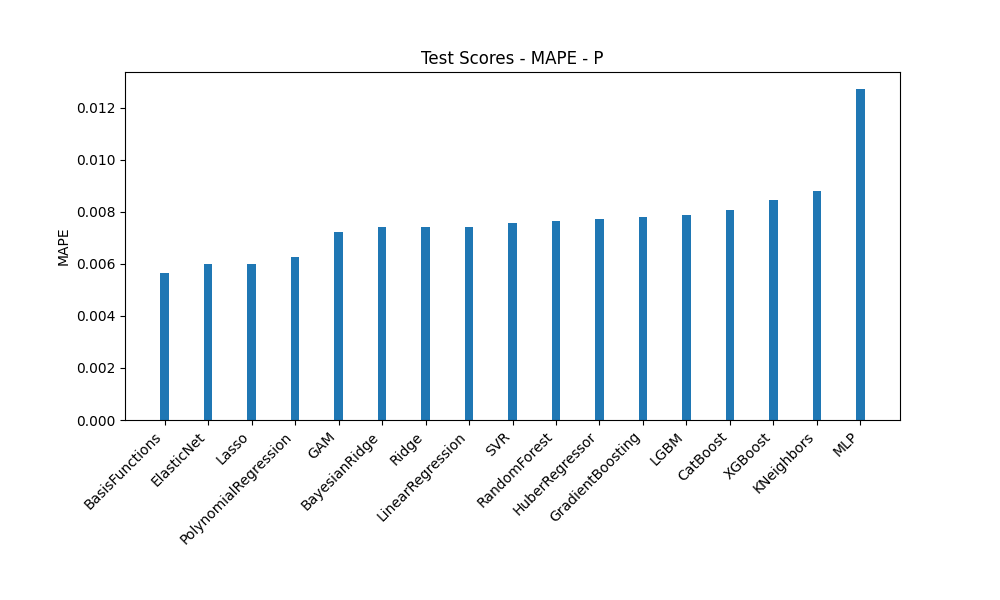 Test Scores - MAPE - P
MAPE
0.012
0.010
0.008
0.006
0.004
0.002
0.000
BasisFunctions
ElasticNet
Lasso
PolynomialRegression
GAM
BayesianRidge
Ridge
LinearRegression
SVR
RandomForest
HuberRegressor
GradientBoosting
LGBM
CatBoost
XGBoost
KNeighbors
MLP